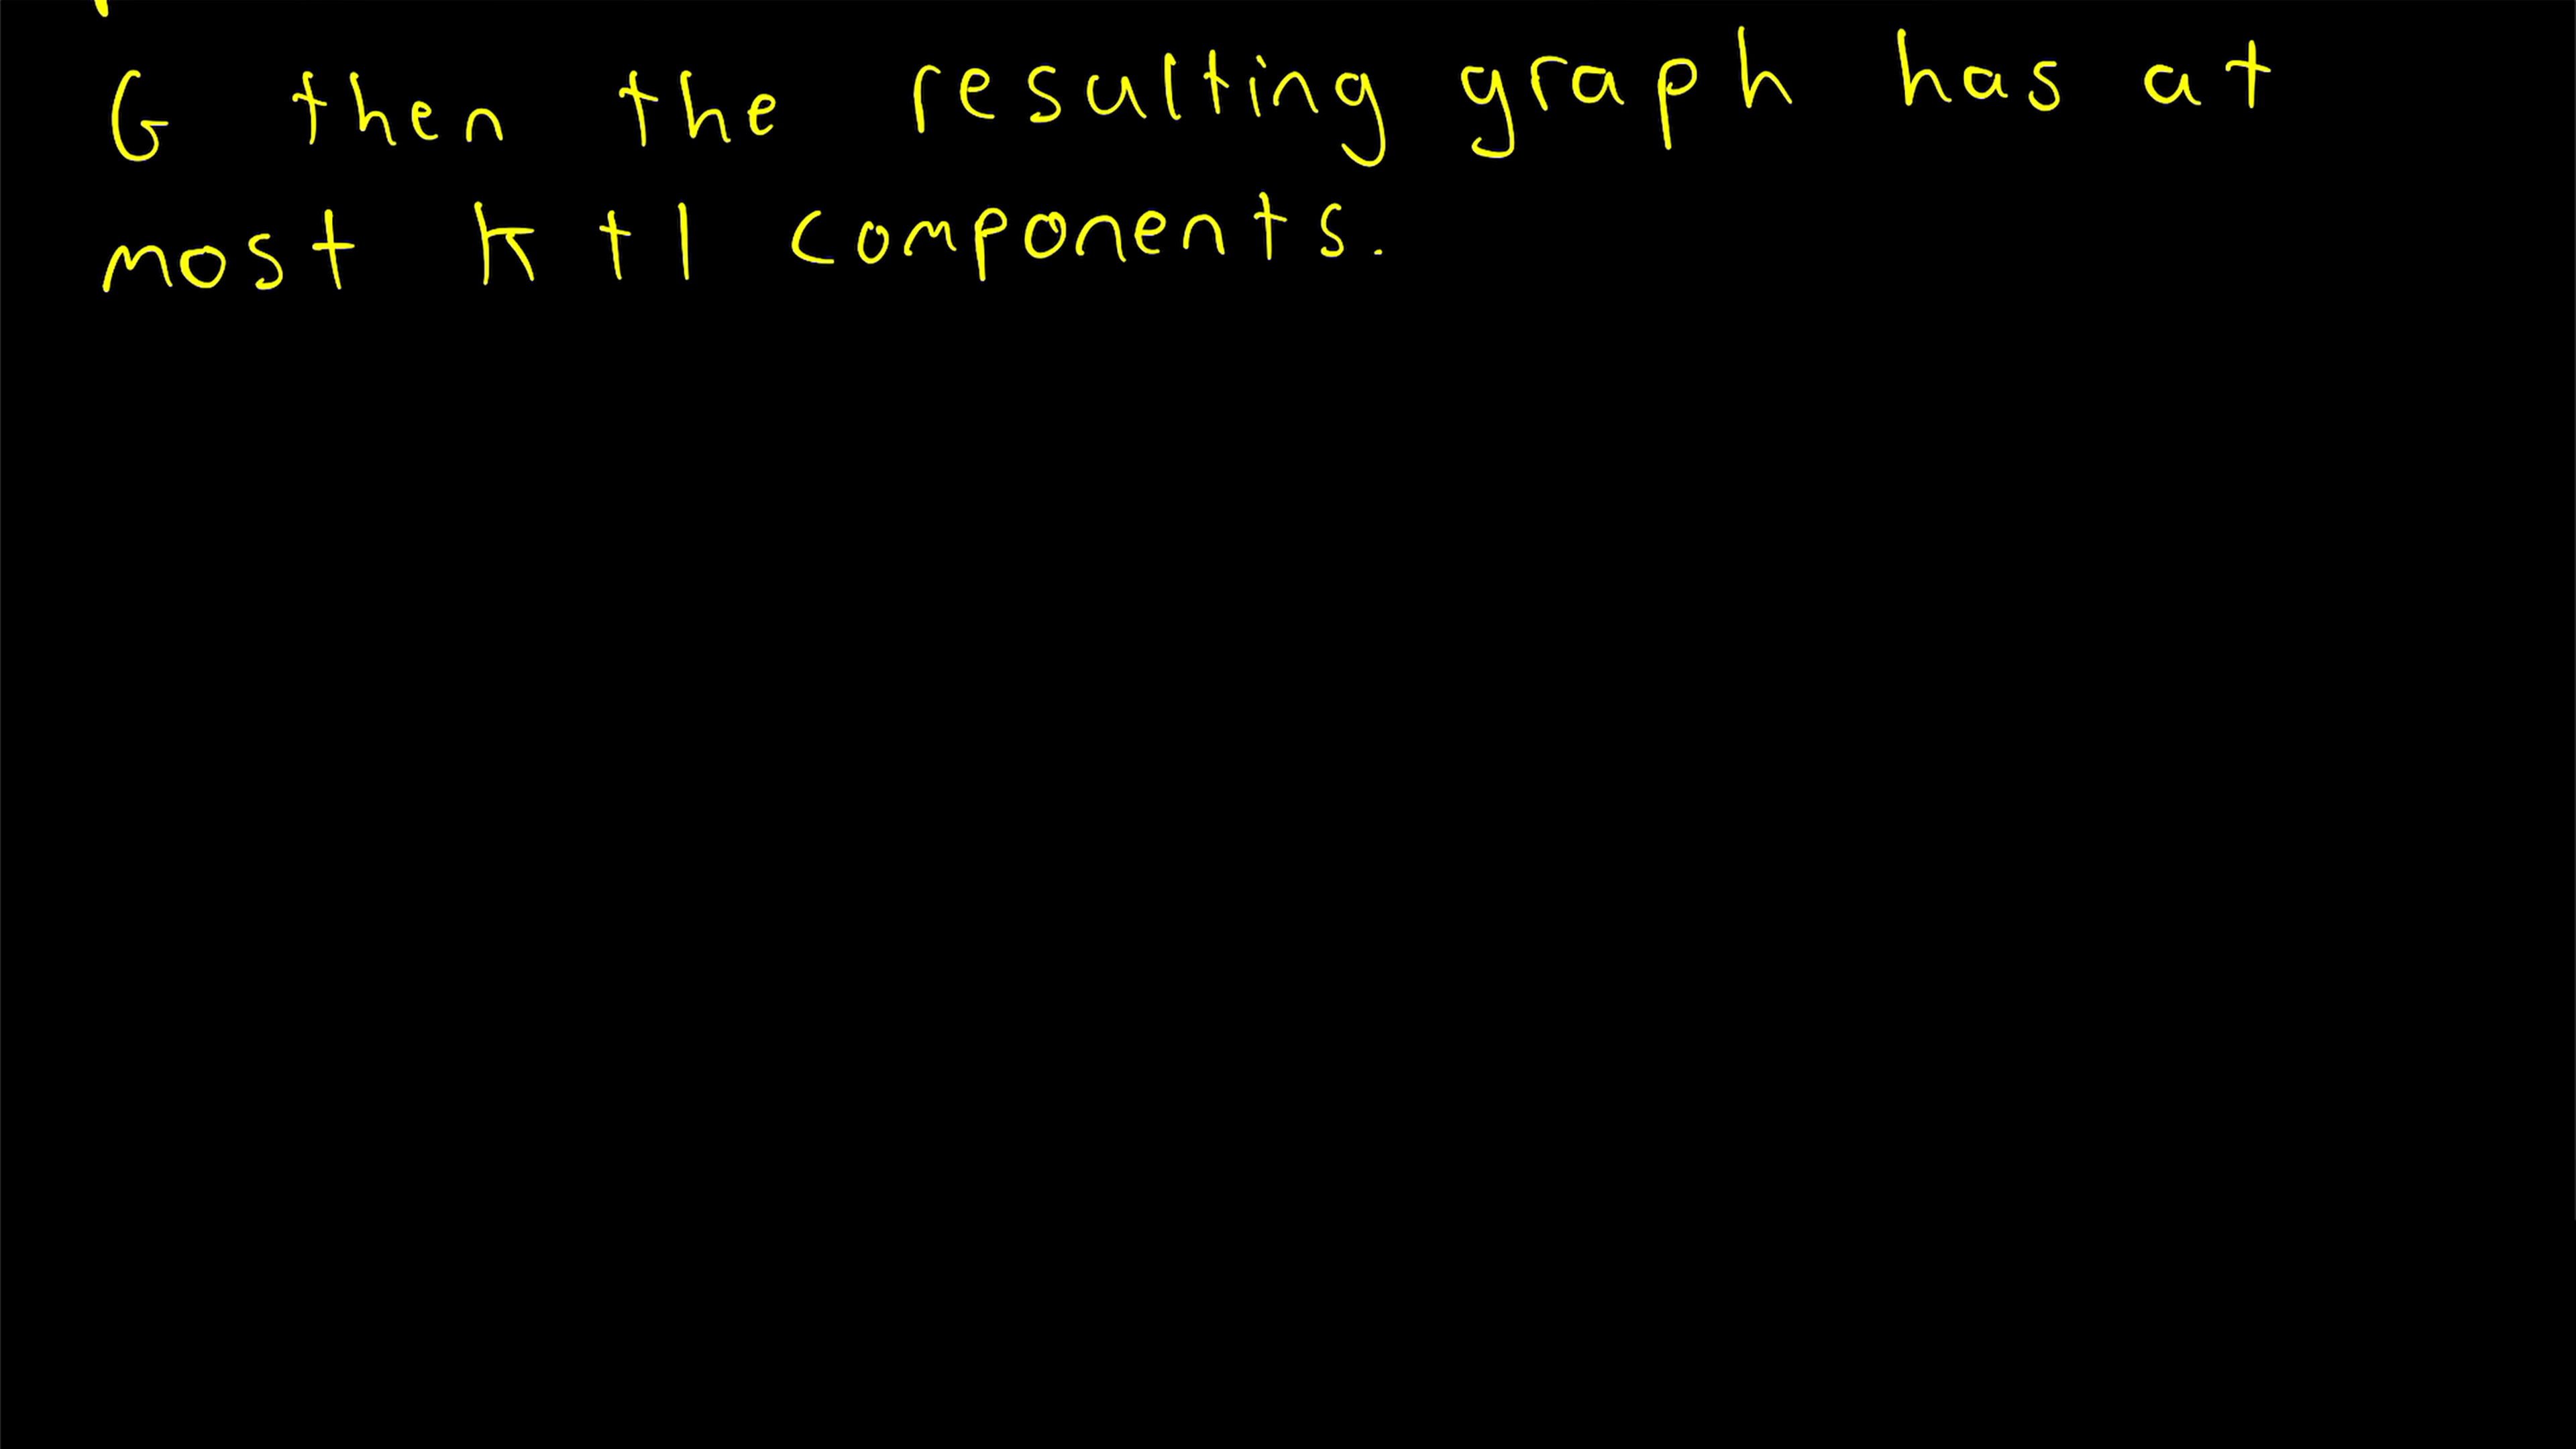 G then the resulting graph has at
most k+1 components.